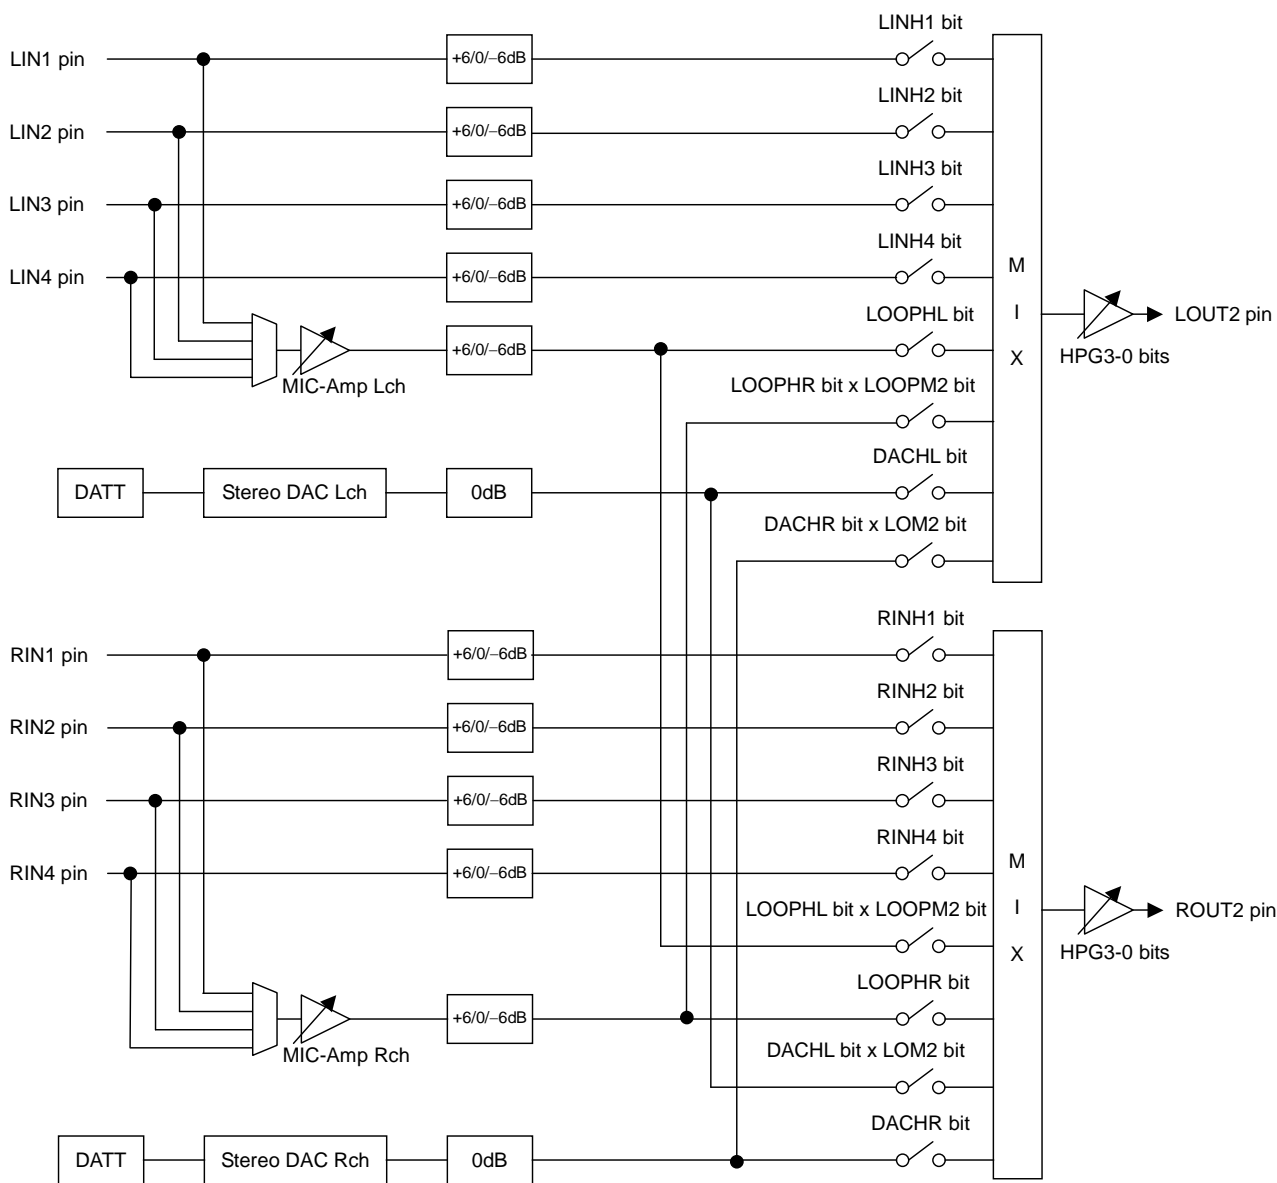 LINH1 bit
LIN1 pin
+6/0/−6dB
LINH2 bit
LIN2 pin
+6/0/−6dB
LINH3 bit
LIN3 pin
+6/0/−6dB
LINH4 bit
LIN4 pin
+6/0/−6dB
M
I
X
LOOPHL bit
LOUT2 pin
+6/0/−6dB
HPG3-0 bits
MIC-Amp Lch
LOOPHR bit x LOOPM2 bit
DACHL bit
DATT
Stereo DAC Lch
0dB
DACHR bit x LOM2 bit
RINH1 bit
RIN1 pin
+6/0/−6dB
RINH2 bit
RIN2 pin
+6/0/−6dB
RINH3 bit
RIN3 pin
+6/0/−6dB
RINH4 bit
RIN4 pin
+6/0/−6dB
M
I
X
LOOPHL bit x LOOPM2 bit
ROUT2 pin
HPG3-0 bits
LOOPHR bit
+6/0/−6dB
MIC-Amp Rch
DACHL bit x LOM2 bit
DACHR bit
DATT
Stereo DAC Rch
0dB